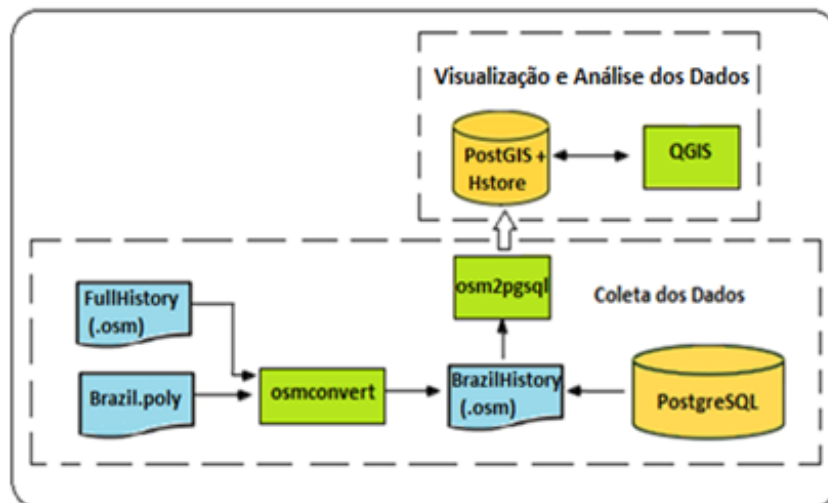 Visualização e Análise dos Dados
PostGIS +
Hstore
QGIS
osm2pgsql
Coleta dos Dados
FullHistory
(.osm)
Brazil.poly
osmconvert
BrazilHistory
(.osm)
PostgreSQL